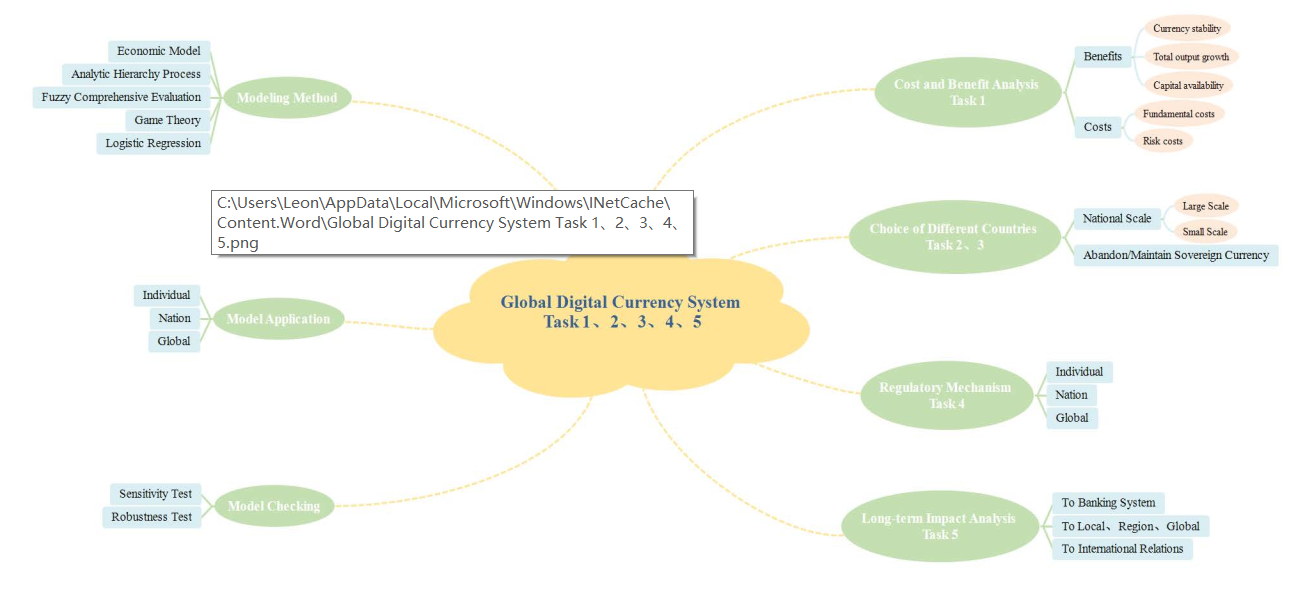 Economic Model
Analytic Hierarchy Process
Fuzzy Comprehensive Evaluation
Game Theory
Logistic Regression
Modeling Method
C:\Users\Leon\AppData\Local\Microsoft\Windows\INetCache\
Content.Word\Global Digital Currency System Task 1、2、3、4、
5.png
Individual
Nation
Global
Model Application
Sensitivity Test
Robustness Test
Model Checking
Global Digital Currency System
Task 1、2、3、4、5
Cost and Benefit Analysis
Task 1
Benefits
Currency stability
Total output growth
Capital availability
Costs
Fundamental costs
Risk costs
Choice of Different Countries
Task 2、3
National Scale
Large Scale
Small Scale
Abandon/Maintain Sovereign Currency
Regulatory Mechanism
Task 4
Individual
Nation
Global
Long-term Impact Analysis
Task 5
To Banking System
To Local、Region、Global
To International Relations